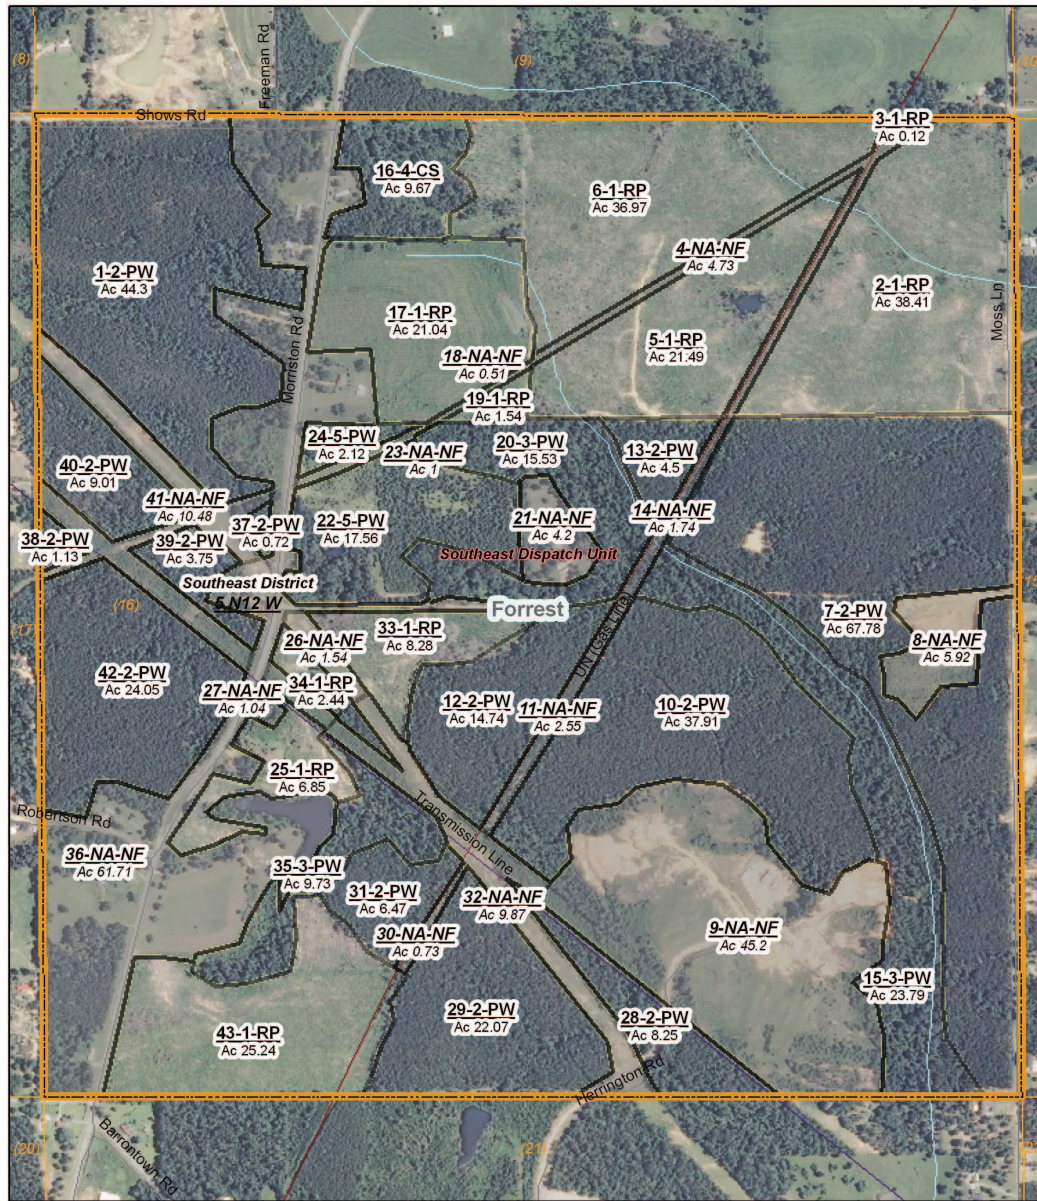 (8)
Freeman Rd
(9)
Shows Rd
3-1-RP
Ac 0.12
16-4-CS
Ac 9.67
6-1-RP
Ac 36.97
4-NA-NF
Ac 4.73
1-2-PW
Ac 44.3
2-1-RP
Ac 38.41
Moss Ln
17-1-RP
Ac 21.04
5-1-RP
Ac 21.49
Morriston Rd
18-NA-NF
Ac 0.51
19-1-RP
Ac 1.54
24-5-PW
Ac 2.12
23-NA-NF
Ac 1
20-3-PW
Ac 15.53
13-2-PW
Ac 4.5
40-2-PW
Ac 9.01
41-NA-NF
Ac 10.48
37-2-PW
Ac 0.72
22-5-PW
Ac 17.56
21-NA-NF
Ac 4.2
14-NA-NF
Ac 1.74
38-2-PW
Ac 1.13
39-2-PW
Ac 3.75
Southeast Dispatch Unit
Southeast District
5 N12 W
(16)
Forrest
(17)
33-1-RP
Ac 8.28
UN (Gas Line)
7-2-PW
Ac 67.78
8-NA-NF
Ac 5.92
26-NA-NF
Ac 1.54
42-2-PW
Ac 24.05
27-NA-NF
Ac 1.04
34-1-RP
Ac 2.44
12-2-PW
Ac 14.74
11-NA-NF
Ac 2.55
10-2-PW
Ac 37.91
25-1-RP
Ac 6.85
Robertson Rd
Transmission Line
36-NA-NF
Ac 61.71
35-3-PW
Ac 9.73
31-2-PW
Ac 6.47
32-NA-NF
Ac 9.87
30-NA-NF
Ac 0.73
9-NA-NF
Ac 45.2
15-3-PW
Ac 23.79
29-2-PW
Ac 22.07
28-2-PW
Ac 8.25
43-1-RP
Ac 25.24
Herrington Rd
Barrontown Rd
(20)
(21)